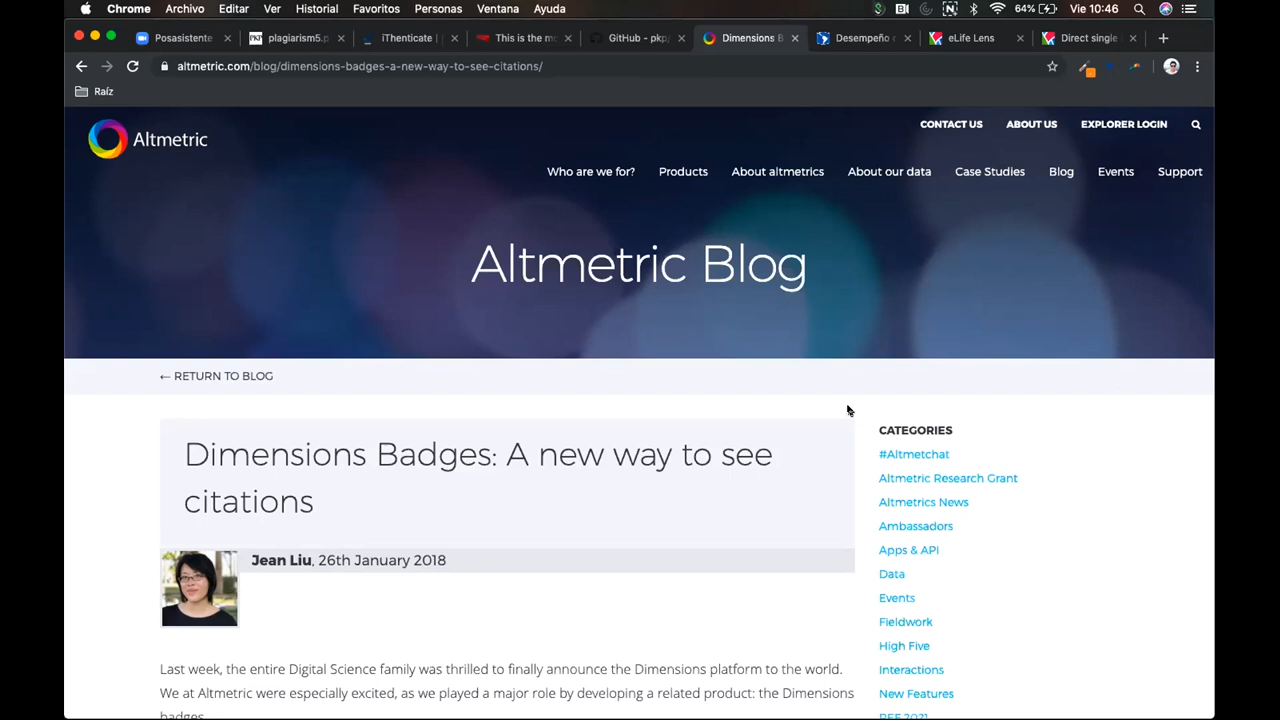 Chrome Archivo Editar Ver Historial Favoritos Personas Ventana Ayuda 64% Vie 10:46
Posasistente plagiarism5.p iThenticate | This is the mo GitHub - pkp/ Dimensions B Desempeño eLife Lens Direct single
altmetric.com/blog/dimensions-badges-a-new-way-to-see-citations/
Raíz
Altmetric
CONTACT US ABOUT US EXPLORER LOGIN
Who are we for? Products About altmetrics About our data Case Studies Blog Events Support
Altmetric Blog
← RETURN TO BLOG
Dimensions Badges: A new way to see
citations
Jean Liu, 26th January 2018
Last week, the entire Digital Science family was thrilled to finally announce the Dimensions platform to the world.
We at Altmetric were especially excited, as we played a major role by developing a related product: the Dimensions
badges.
CATEGORIES
#Altmetchat
Altmetric Research Grant
Altmetrics News
Ambassadors
Apps & API
Data
Events
Fieldwork
High Five
Interactions
New Features
REF 2021